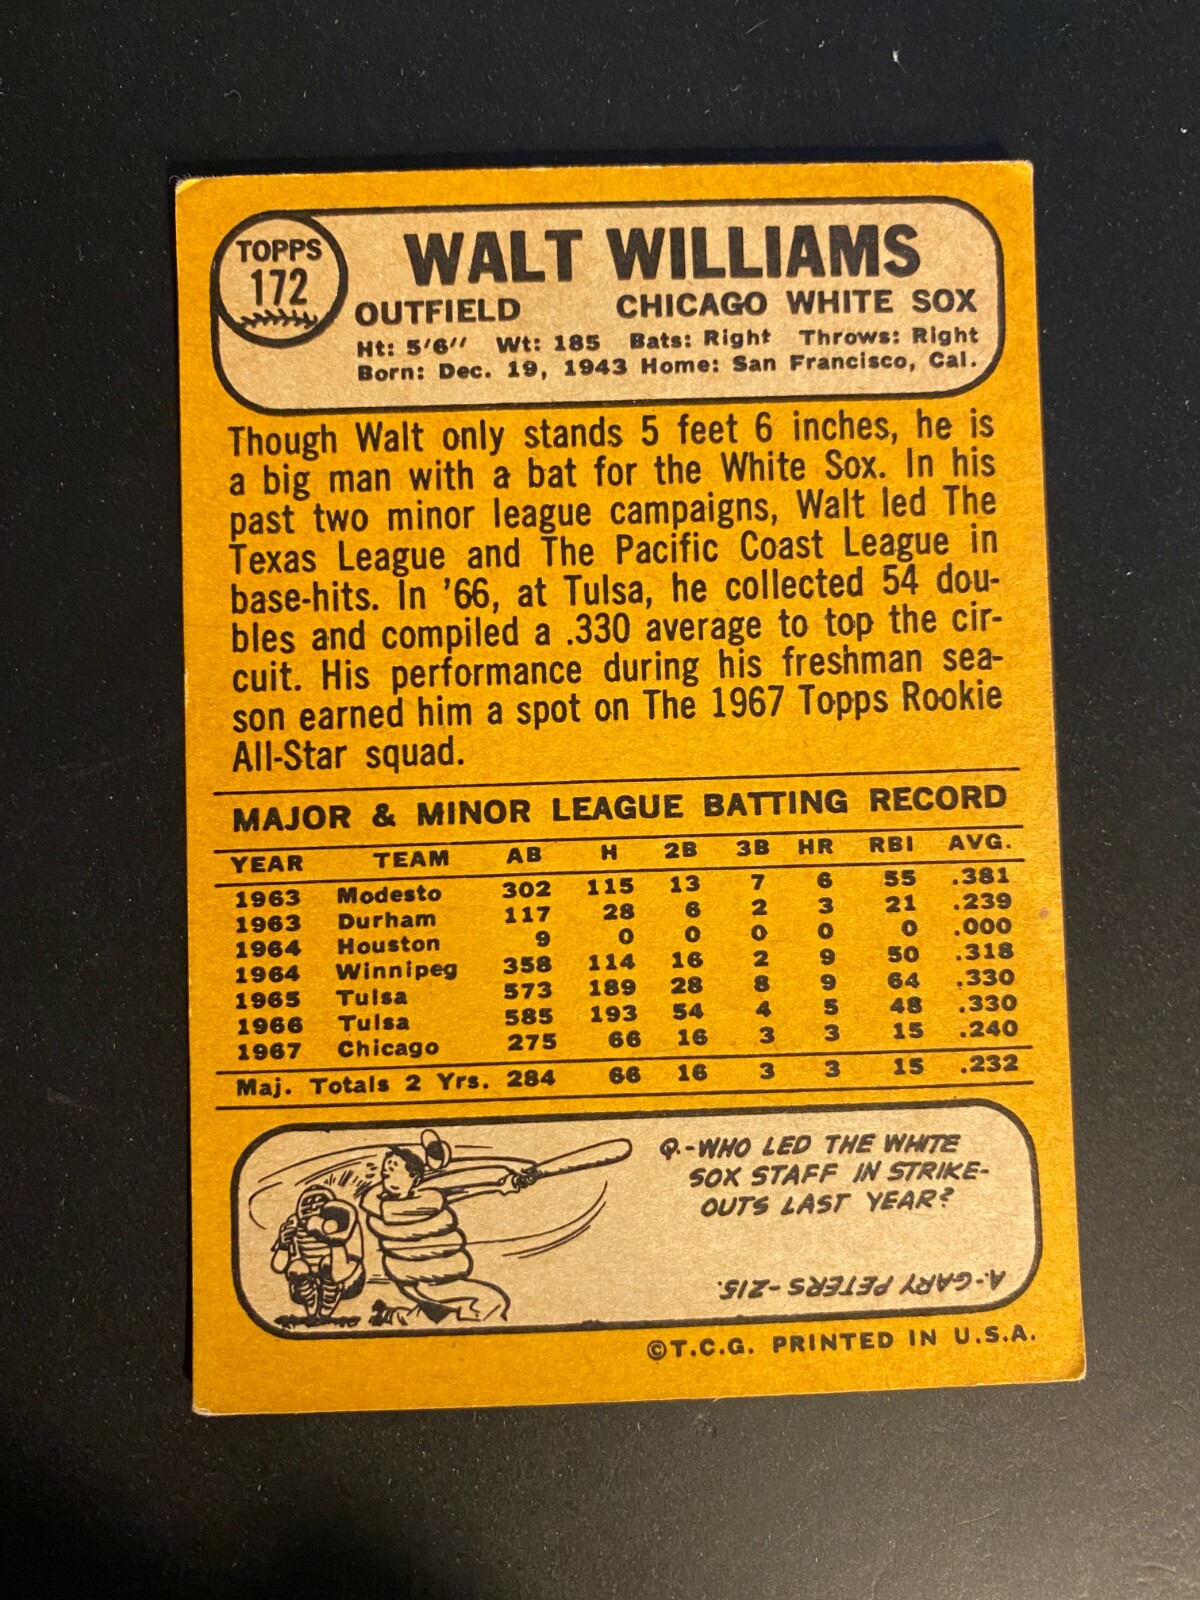 TOPPS
172
WALT WILLIAMS
OUTFIELD CHICAGO WHITE SOX
Ht: 5'6" Wt: 185 Bats: Right Throws: Right
Born: Dec. 19, 1943 Home: San Francisco, Cal.
Though Walt only stands 5 feet 6 inches, he is
a big man with a bat for the White Sox. In his
past two minor league campaigns, Walt led The
Texas League and The Pacific Coast League in
base-hits. In '66, at Tulsa, he collected 54 dou-
bles and compiled a .330 average to top the cir-
cuit. His performance during his freshman sea-
son earned him a spot on The 1967 Topps Rookie
All-Star squad.
MAJOR & MINOR LEAGUE BATTING RECORD
YEAR TEAM AB H 2B 3B HR RBI AVG.
1963 Modesto 302 115 13 7 6 55 .381
1963 Durham 117 28 6 2 3 21 .239
1964 Houston 9 0 0 0 0 0 .000
1964 Winnipeg 358 114 16 2 9 50 .318
1965 Tulsa 573 189 28 8 9 64 .330
1966 Tulsa 585 193 54 4 5 48 .330
1967 Chicago 275 66 16 3 3 15 .240
Maj. Totals 2 Yrs. 284 66 16 3 3 15 .232
Q.-WHO LED THE WHITE
SOX STAFF IN STRIKE-
OUTS LAST YEAR?
A.-GARY PETERS-215.
©T.C.G. PRINTED IN U.S.A.